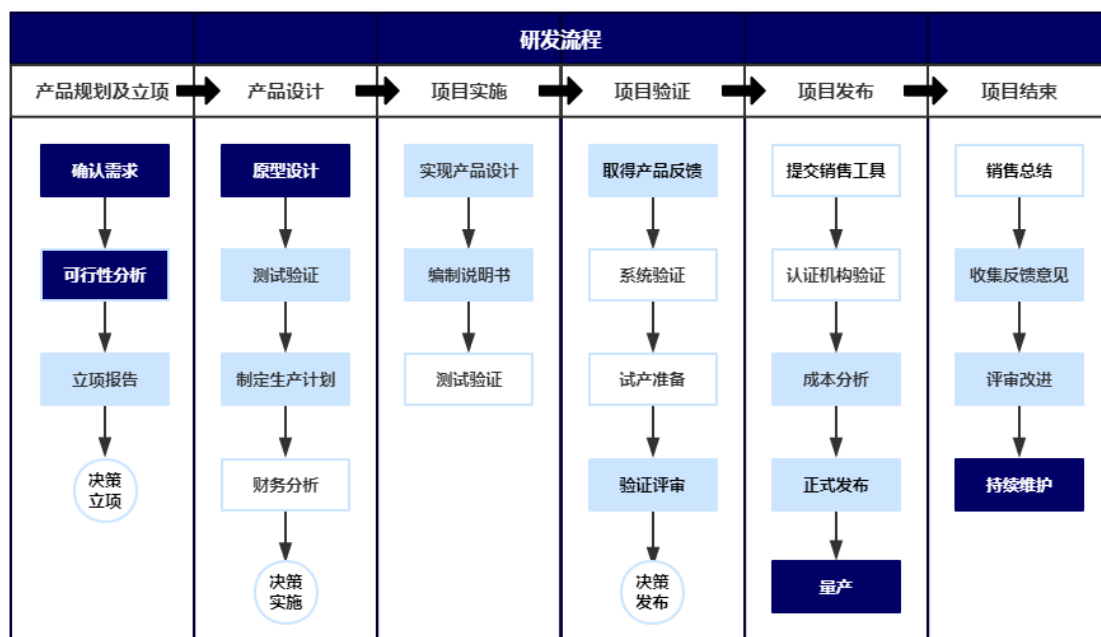 研发流程
产品规划及立项
产品设计
项目实施
项目验证
项目发布
项目结束
确认需求
可行性分析
立项报告
决策
立项
原型设计
测试验证
制定生产计划
财务分析
决策
实施
实现产品设计
编制说明书
测试验证
取得产品反馈
系统验证
试产准备
验证评审
决策
发布
提交销售工具
认证机构验证
成本分析
正式发布
量产
销售总结
收集反馈意见
评审改进
持续维护